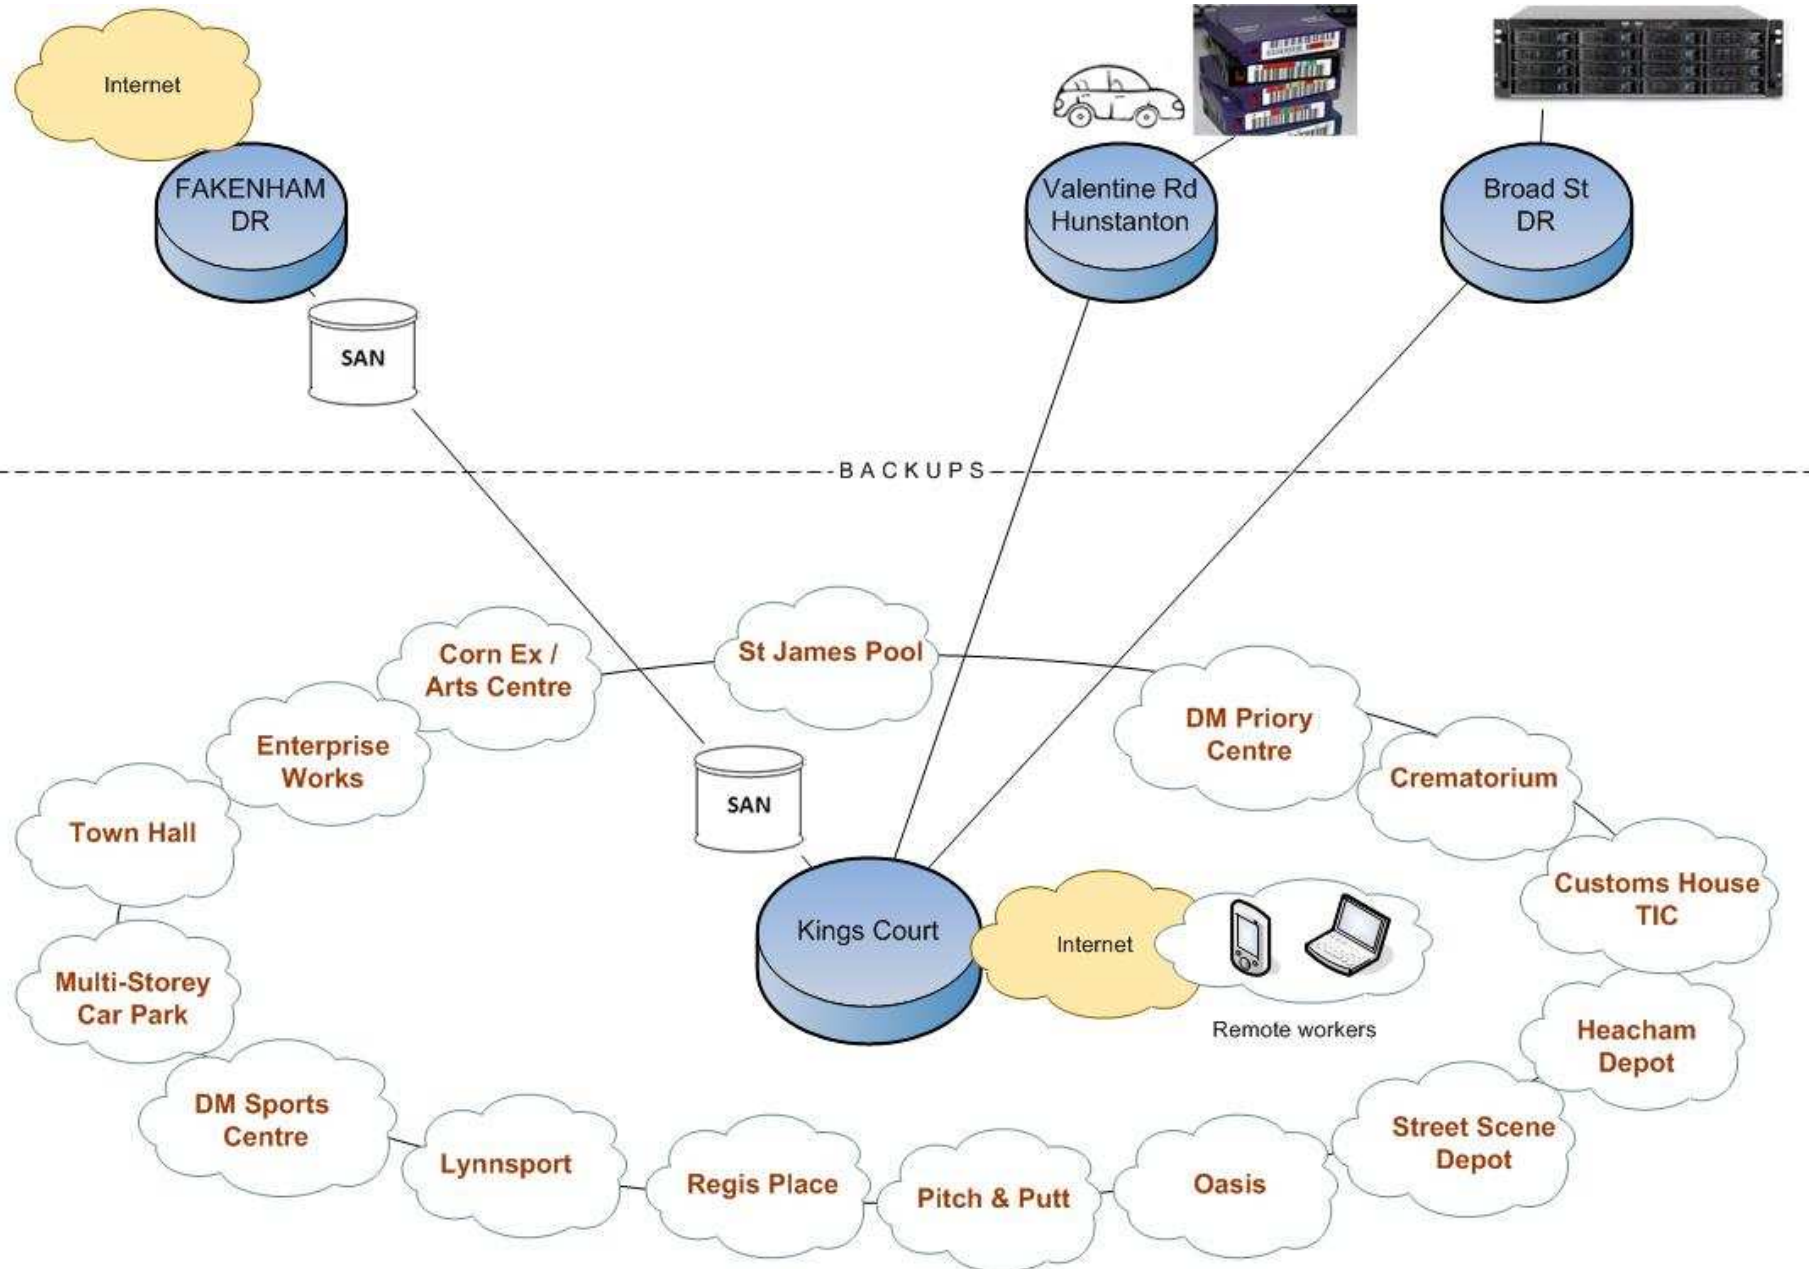 Internet
FAKENHAM
DR
Valentine Rd
Hunstanton
Broad St
DR
SAN
BACKUPS
Corn Ex /
Arts Centre
St James Pool
DM Priory
Centre
Enterprise
Works
Crematorium
Town Hall
SAN
Customs House
TIC
Kings Court
Internet
Remote workers
Multi-Storey
Car Park
Heacham
Depot
DM Sports
Centre
Street Scene
Depot
Lynnsport
Regis Place
Pitch & Putt
Oasis